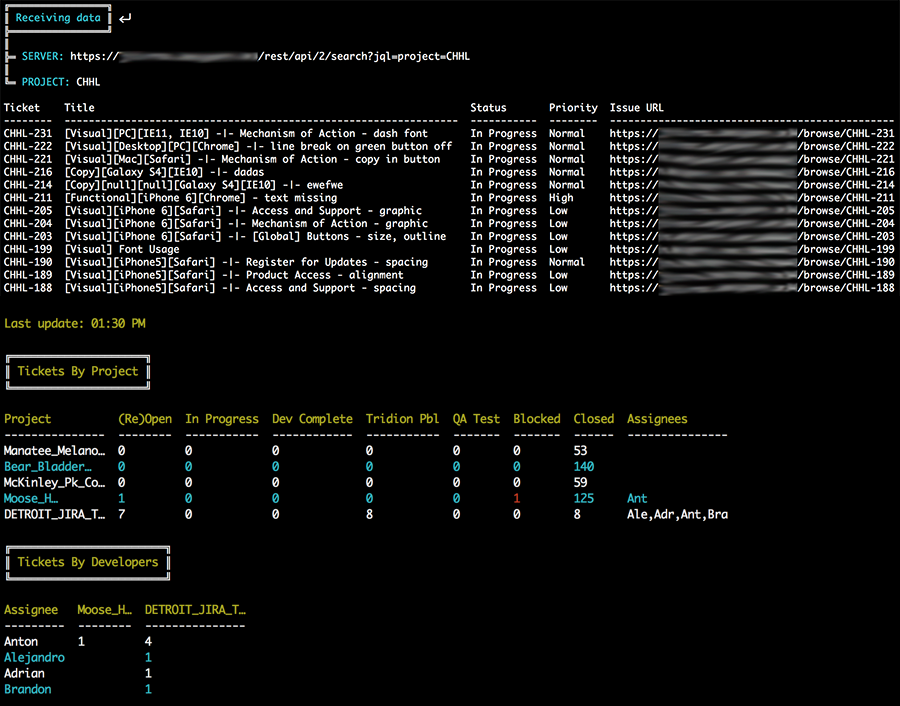 Receiving data
SERVER: https:// /rest/api/2/search?jql=project=CHHL
PROJECT: CHHL
Ticket Title Status Priority Issue URL
CHHL-231 [Visual][PC][IE11, IE10] -|- Mechanism of Action - dash font In Progress Normal https:// /browse/CHHL-231
CHHL-222 [Visual][Desktop][PC][Chrome] -|- line break on green button off In Progress Normal https:// /browse/CHHL-222
CHHL-221 [Visual][Mac][Safari] -|- Mechanism of Action - copy in button In Progress Normal https:// /browse/CHHL-221
CHHL-216 [Copy][Galaxy S4][IE10] -|- dadas In Progress Normal https:// /browse/CHHL-216
CHHL-214 [Copy][null][null][Galaxy S4][IE10] -|- ewefwe In Progress Normal https:// /browse/CHHL-214
CHHL-211 [Functional][iPhone 6][Chrome] - text missing In Progress High https:// /browse/CHHL-211
CHHL-205 [Visual][iPhone 6][Safari] -|- Access and Support - graphic In Progress Low https:// /browse/CHHL-205
CHHL-204 [Visual][iPhone 6][Safari] -|- Mechanism of Action - graphic In Progress Low https:// /browse/CHHL-204
CHHL-203 [Visual][iPhone 6][Safari] -|- [Global] Buttons - size, outline In Progress Low https:// /browse/CHHL-203
CHHL-199 [Visual] Font Usage In Progress Low https:// /browse/CHHL-199
CHHL-190 [Visual][iPhone5][Safari] -|- Register for Updates - spacing In Progress Normal https:// /browse/CHHL-190
CHHL-189 [Visual][iPhone5][Safari] -|- Product Access - alignment In Progress Low https:// /browse/CHHL-189
CHHL-188 [Visual][iPhone5][Safari] -|- Access and Support - spacing In Progress Low https:// /browse/CHHL-188
Last update: 01:30 PM
Tickets By Project
Project (Re)Open In Progress Dev Complete Tridion Pbl QA Test Blocked Closed Assignees
Manatee_Melano… 0 0 0 0 0 0 53
Bear_Bladder… 0 0 0 0 0 0 140
McKinley_Pk_Co… 0 0 0 0 0 0 59
Moose_H… 1 0 0 0 0 1 125 Ant
DETROIT_JIRA_T… 7 0 0 8 0 0 8 Ale,Adr,Ant,Bra
Tickets By Developers
Assignee Moose_H… DETROIT_JIRA_T…
Anton 1 4
Alejandro 1
Adrian 1
Brandon 1